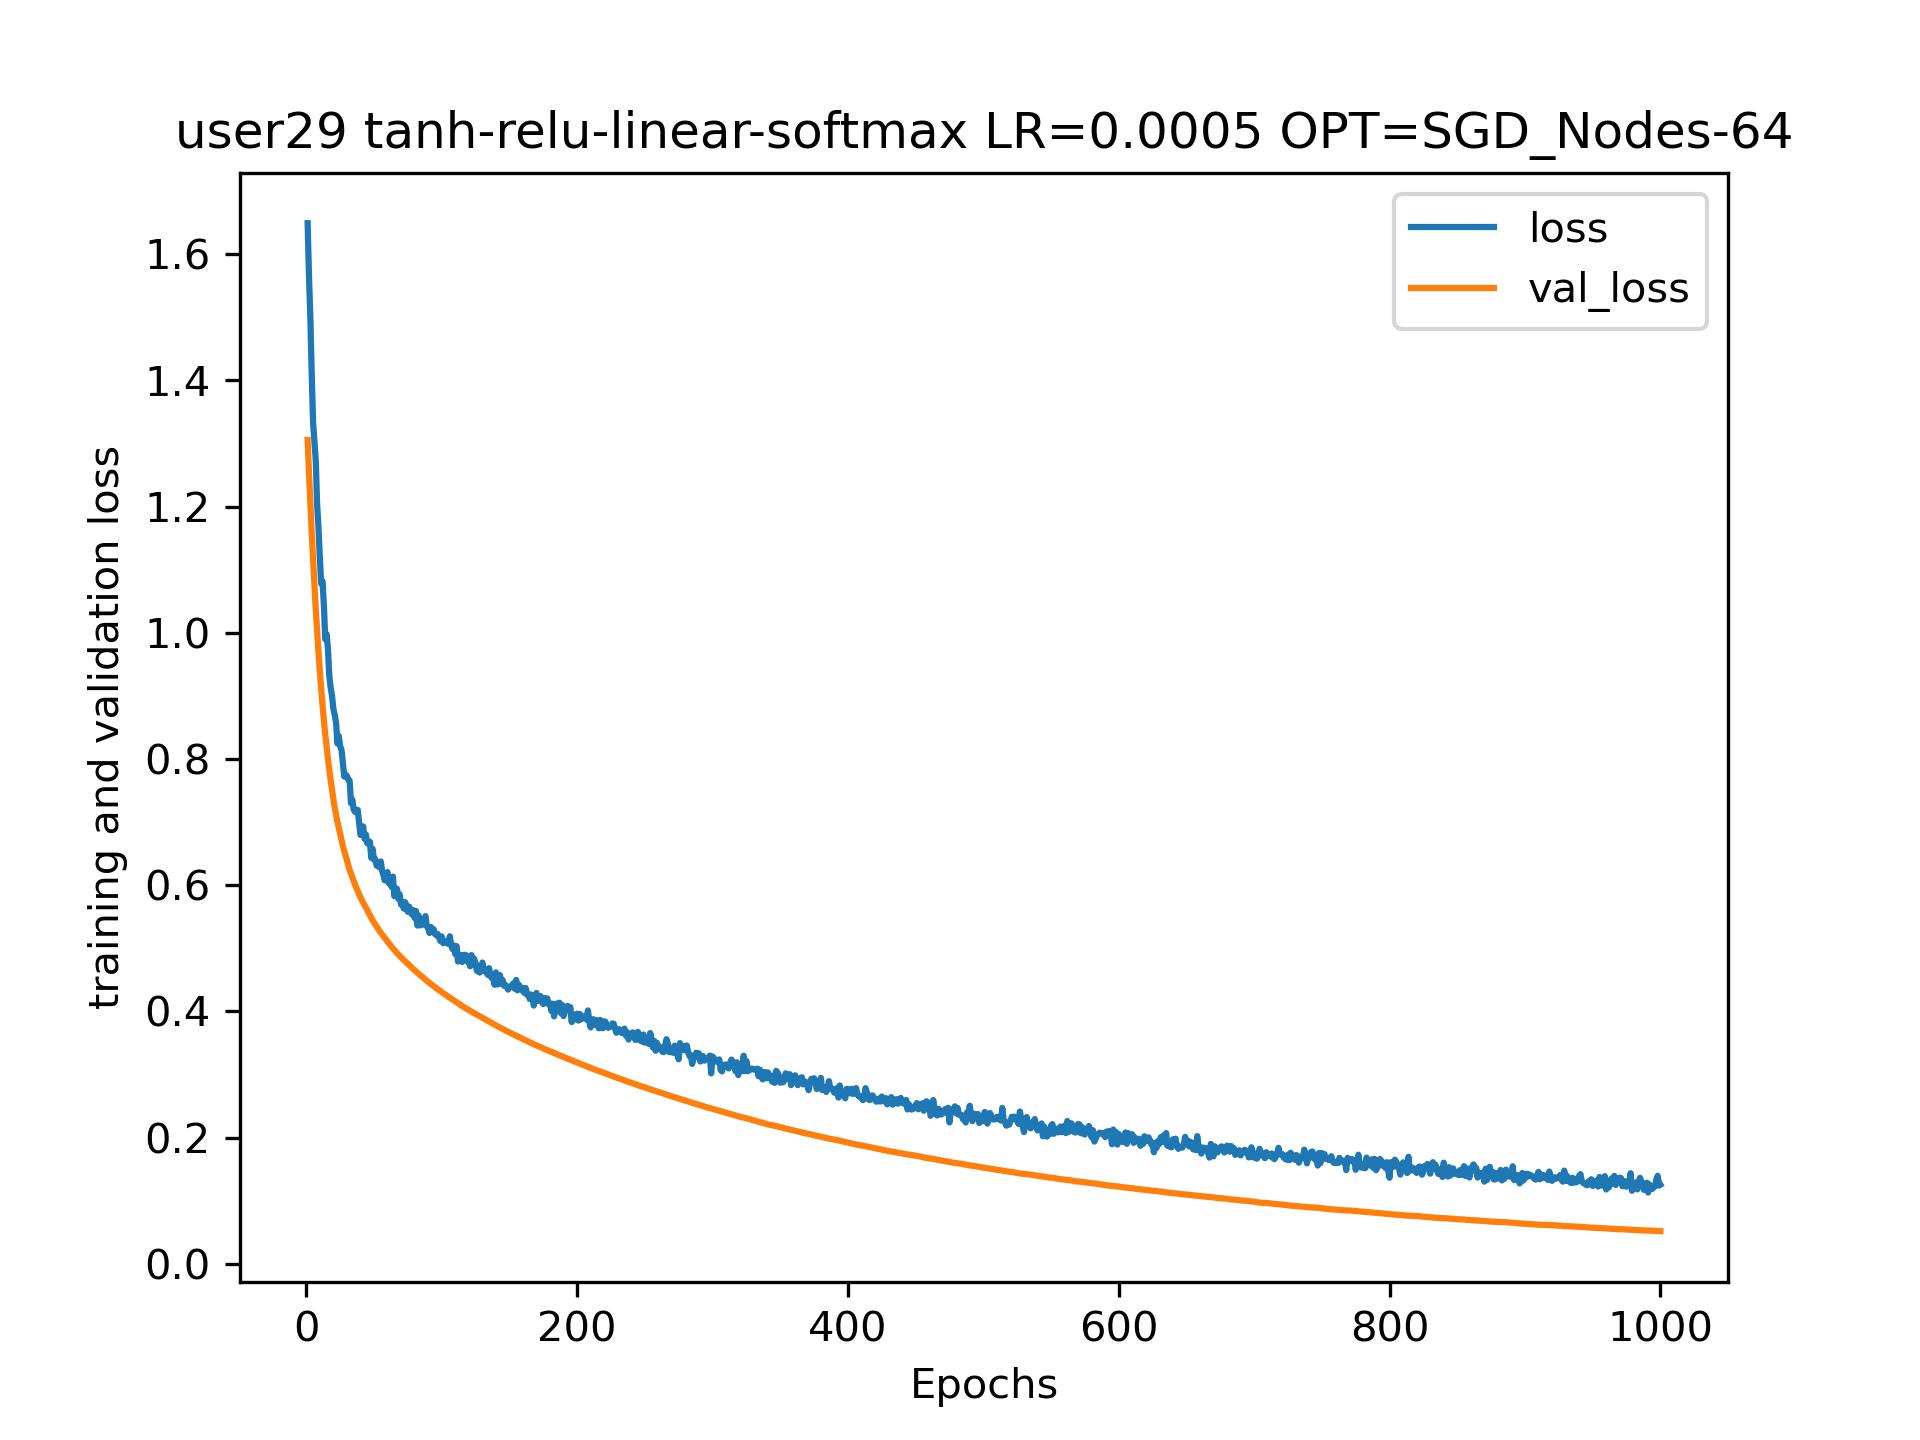 user29 tanh-relu-linear-softmax LR=0.0005 OPT=SGD_Nodes-64
loss
val_loss
1.6
1.4
1.2
1.0
0.8
0.6
0.4
0.2
0.0
training and validation loss
0 200 400 600 800 1000
Epochs